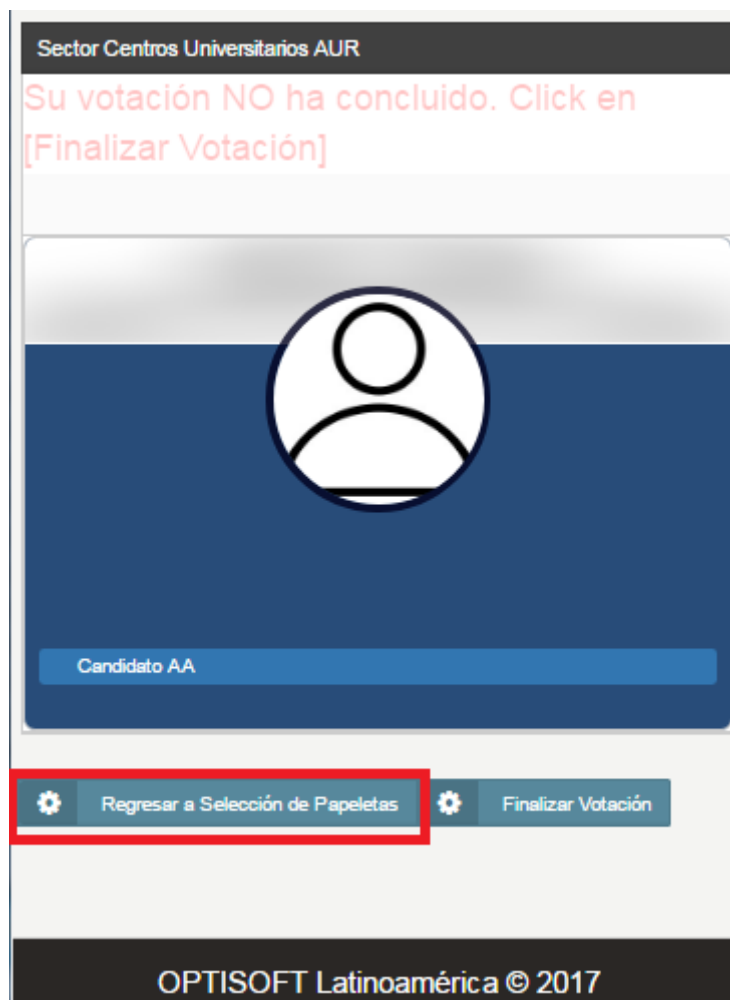 Sector Centros Universitarios AUR
Su votación NO ha concluido. Click en
[Finalizar Votación]
Candidato AA
Regresar a Selección de Papeletas
Finalizar Votación
OPTISOFT Latinoamérica © 2017